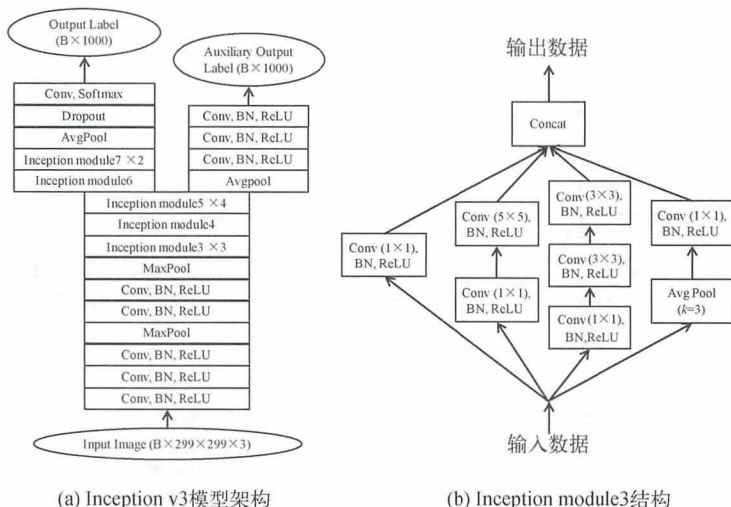 Output Label
(B×1000)
Auxiliary Output
Label (B×1000)
Conv, Softmax
Dropout
AvgPool
Inception module7 ×2
Inception module6
Conv, BN, ReLU
Conv, BN, ReLU
Conv, BN, ReLU
Avgpool
Inception module5 ×4
Inception module4
Inception module3 ×3
MaxPool
Conv, BN, ReLU
Conv, BN, ReLU
MaxPool
Conv, BN, ReLU
Conv, BN, ReLU
Conv, BN, ReLU
Input Image (B×299×299×3)
(a) Inception v3模型架构
输出数据
Concat
Conv (1×1),
BN, ReLU
Conv (5×5),
BN, ReLU
Conv (1×1),
BN, ReLU
Conv (3×3),
BN, ReLU
Conv (3×3),
BN, ReLU
Conv (1×1),
BN,ReLU
Conv (1×1),
BN, ReLU
Avg Pool
(k=3)
输入数据
(b) Inception module3结构